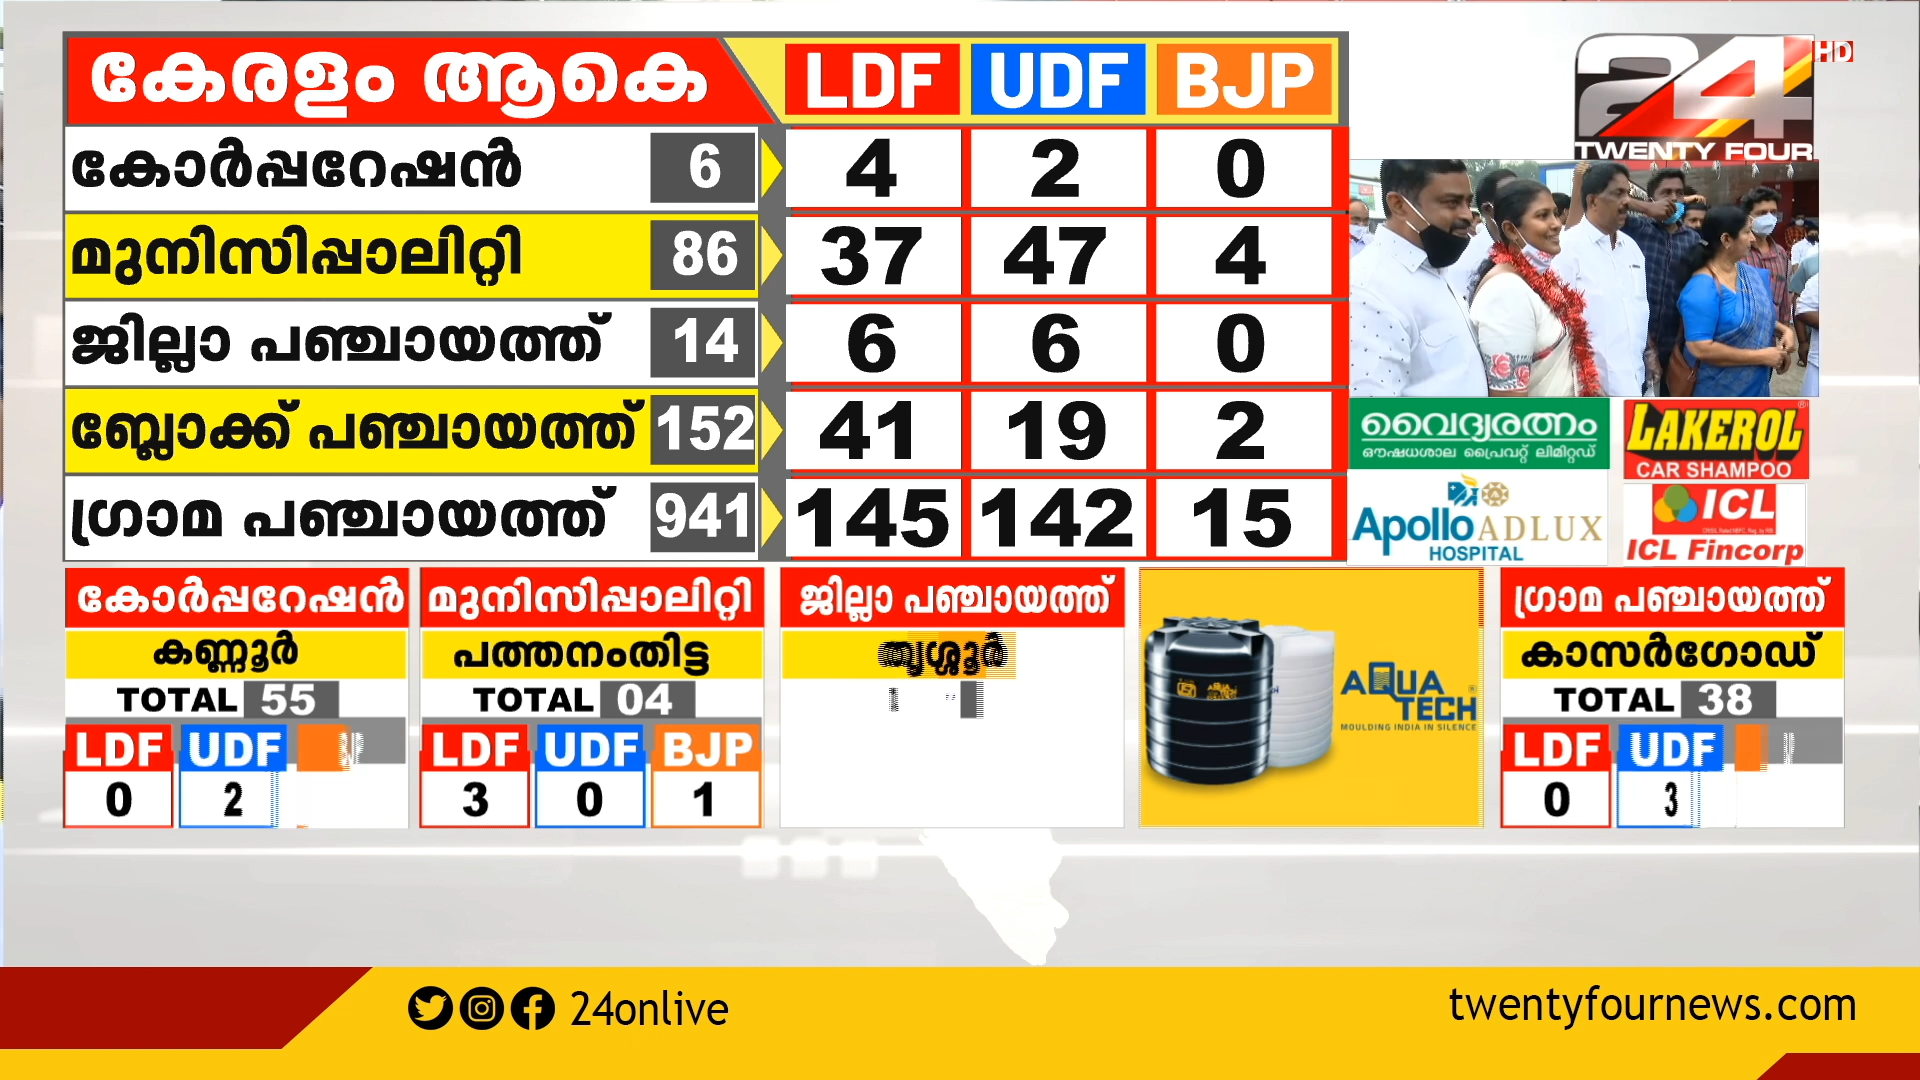 കേരളം ആകെ LDF UDF BJP
കോർപ്പറേഷൻ 6 4 2 0
മുനിസിപ്പാലിറ്റി 86 37 47 4
ജില്ലാ പഞ്ചായത്ത് 14 6 6 0
ബ്ലോക്ക് പഞ്ചായത്ത് 152 41 19 2
ഗ്രാമ പഞ്ചായത്ത് 941 145 142 15
24 HD
TWENTY FOUR
വൈദ്യരത്നം
ഔഷധശാല പ്രൈവറ്റ് ലിമിറ്റഡ്
LAKEROL
CAR SHAMPOO
Apollo ADLUX
HOSPITAL
ICL
ICL Fincorp
കോർപ്പറേഷൻ
കണ്ണൂർ
TOTAL 55
LDF UDF
0 2
മുനിസിപ്പാലിറ്റി
പത്തനംതിട്ട
TOTAL 04
LDF UDF BJP
3 0 1
ജില്ലാ പഞ്ചായത്ത്
തൃശ്ശൂർ
AQUA TECH
MOULDING INDIA IN SILENCE
ഗ്രാമ പഞ്ചായത്ത്
കാസർഗോഡ്
TOTAL 38
LDF UDF
0 3
24onlive
twentyfournews.com